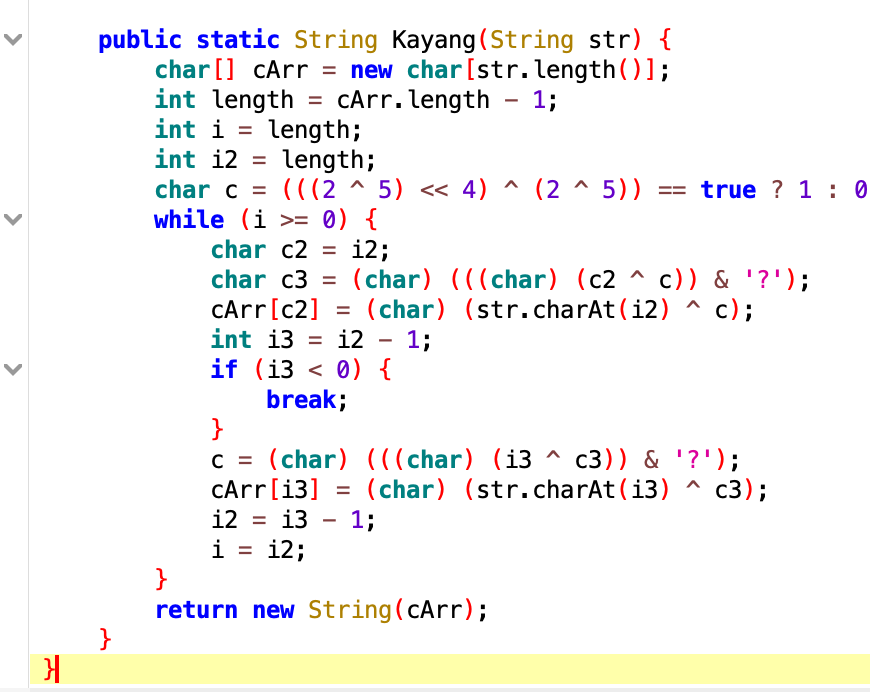 public static String Kayang(String str) {
char[] cArr = new char[str.length()];
int length = cArr.length - 1;
int i = length;
int i2 = length;
char c = (((2 ^ 5) << 4) ^ (2 ^ 5)) == true ? 1 : 0
while (i >= 0) {
char c2 = i2;
char c3 = (char) (((char) (c2 ^ c)) & '?');
cArr[c2] = (char) (str.charAt(i2) ^ c);
int i3 = i2 - 1;
if (i3 < 0) {
break;
}
c = (char) (((char) (i3 ^ c3)) & '?');
cArr[i3] = (char) (str.charAt(i3) ^ c3);
i2 = i3 - 1;
i = i2;
}
return new String(cArr);
}
}